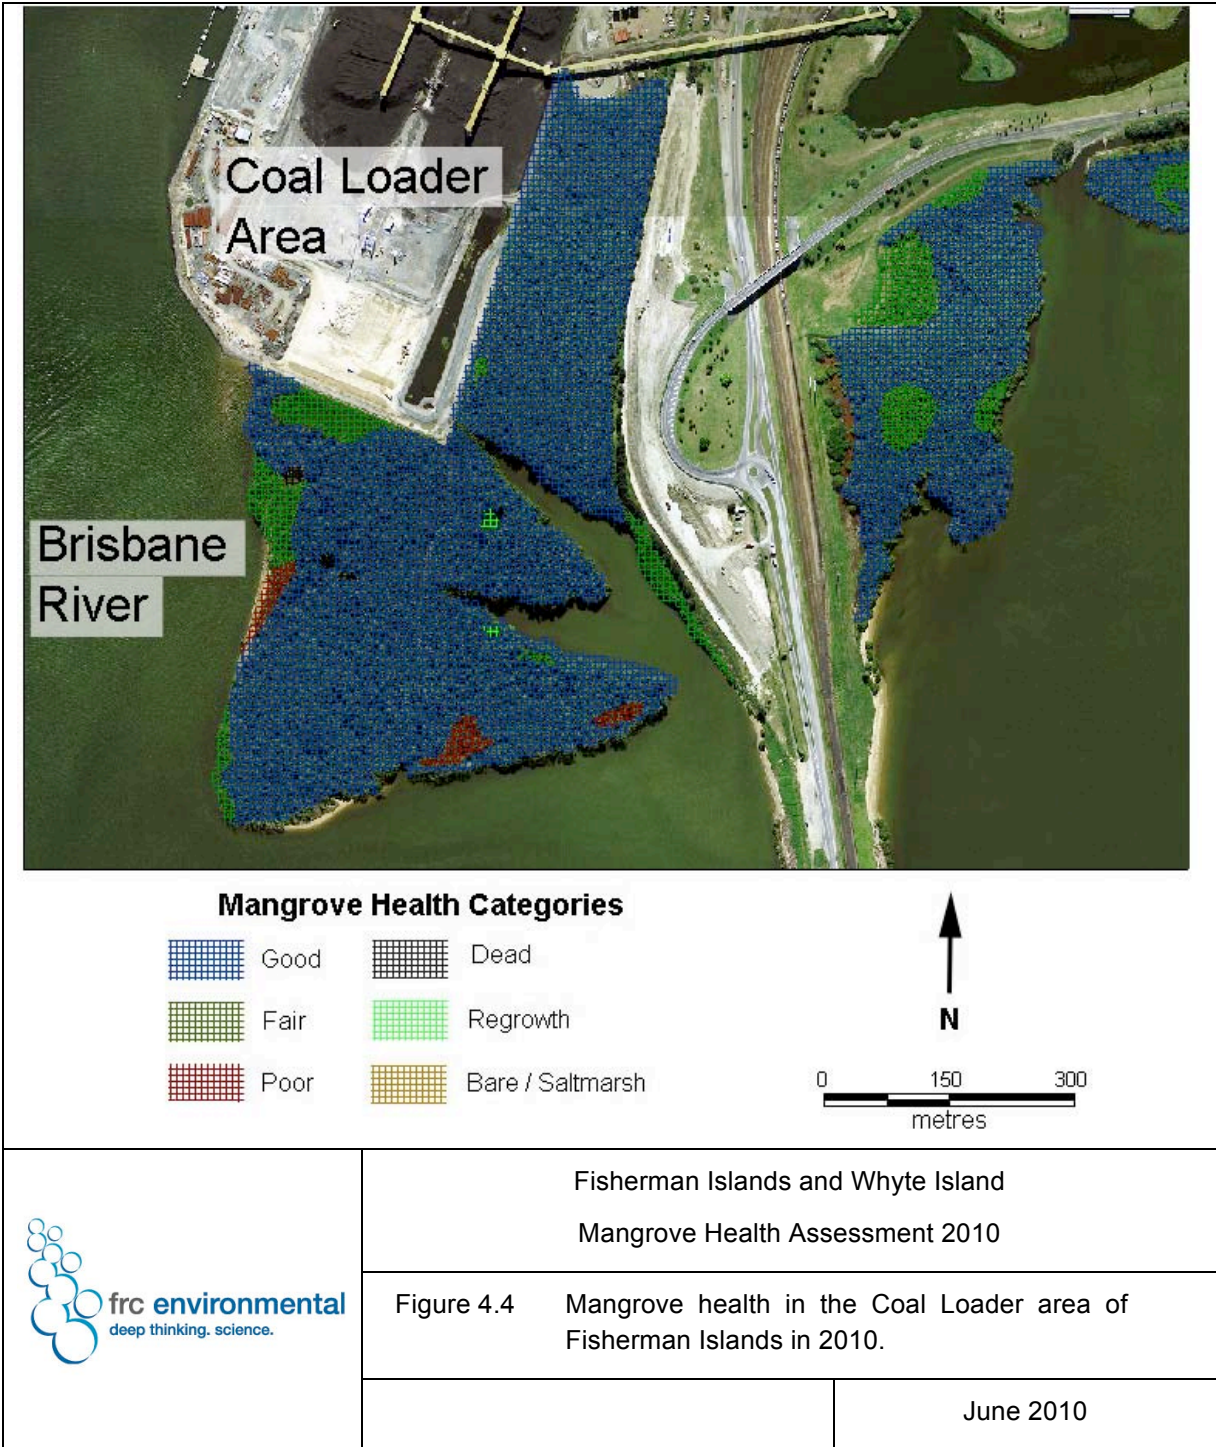 Coal Loader
Area
Brisbane
River
Mangrove Health Categories
Good
Dead
Fair
Regrowth
Poor
Bare / Saltmarsh
N
0 150 300
metres
frc environmental
deep thinking. science.
Fisherman Islands and Whyte Island
Mangrove Health Assessment 2010
Figure 4.4 Mangrove health in the Coal Loader area of
Fisherman Islands in 2010.
June 2010